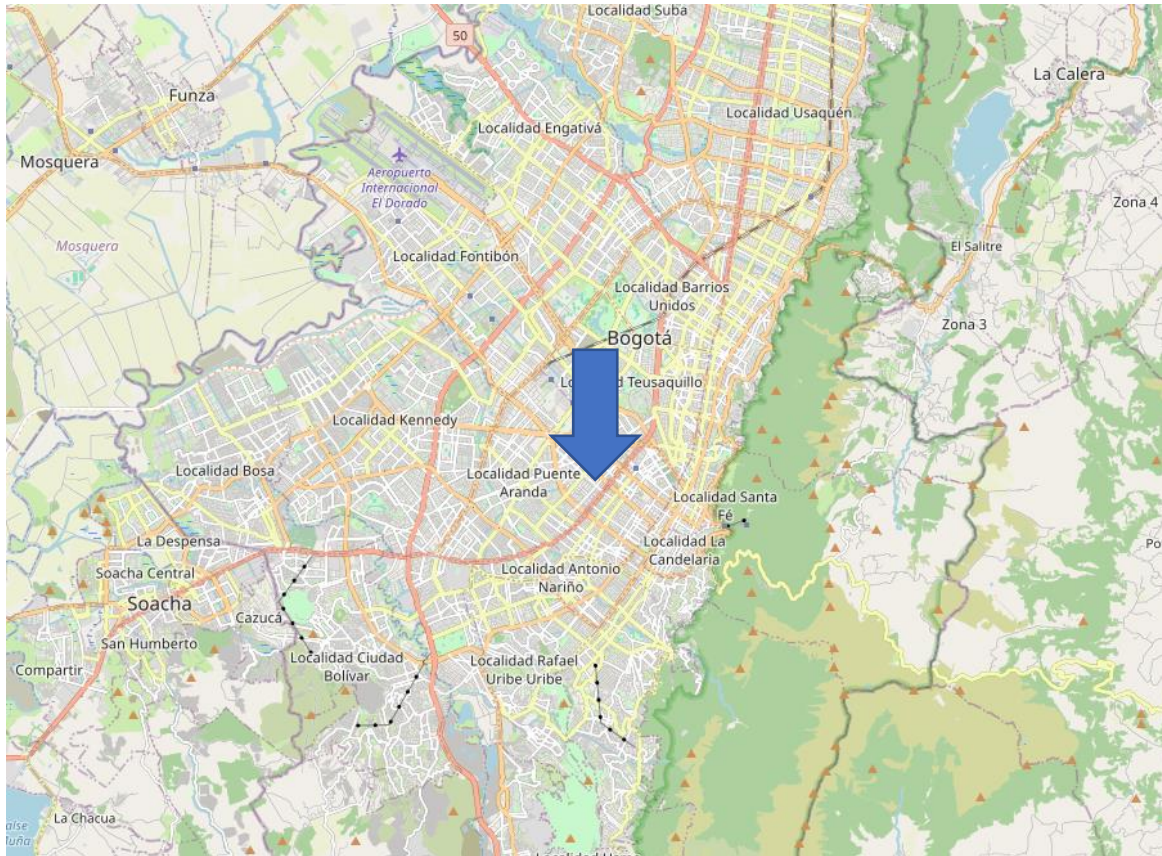 Localidad Suba
50
La Calera
Funza
Localidad Usaquén
Localidad Engativá
Mosquera
Aeropuerto
Internacional
El Dorado
Zona 4
Mosquera
El Salitre
Localidad Fontibón
Localidad Barrios
Unidos
Zona 3
Bogotá
Teusaquillo
Localidad Kennedy
Localidad Bosa
Localidad Puente
Aranda
Localidad Santa
Fé
La Despensa
Localidad La
Candelaria
Soacha Central
Localidad Antonio
Nariño
Soacha
Cazucá
San Humberto
Localidad Ciudad
Bolívar
Localidad Rafael
Uribe Uribe
Compartir
La Chacua